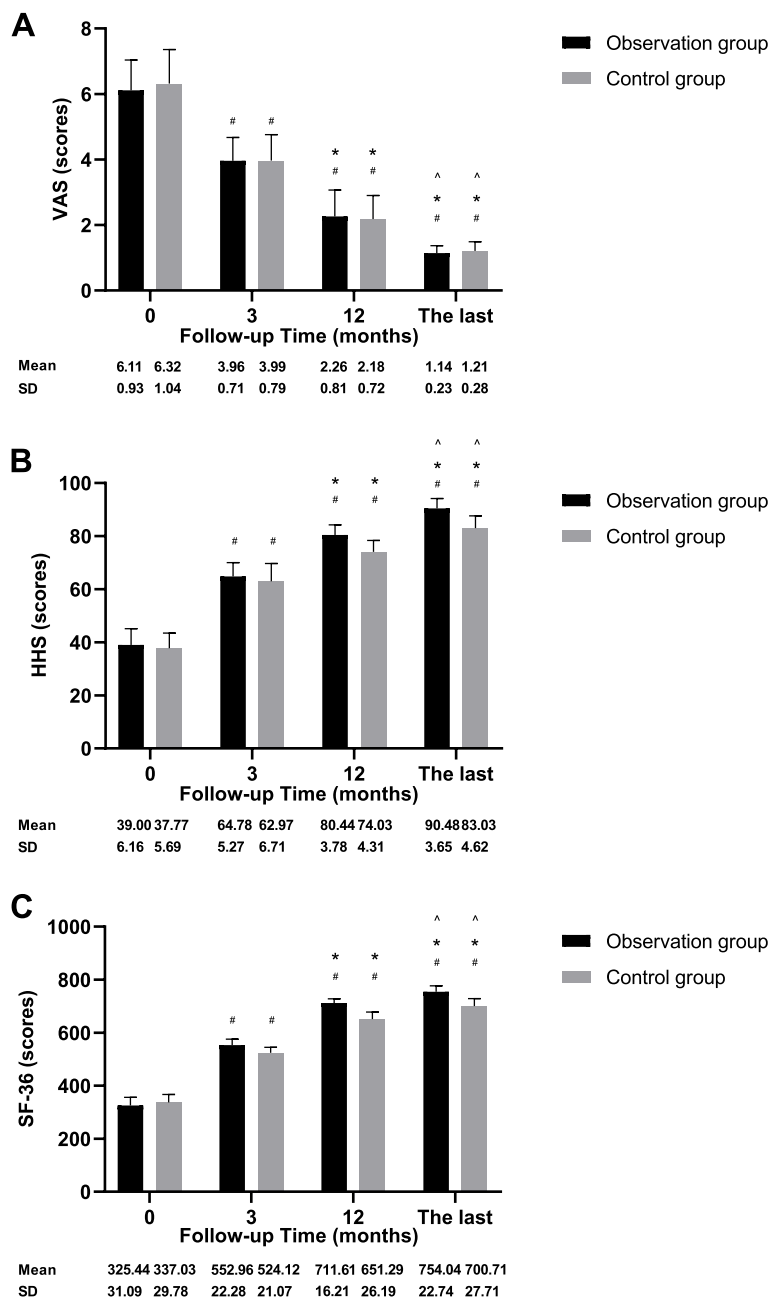 A
8
Observation group
Control group
6
# #
* *
# #
4
^ ^
* *
# #
2
0
VAS (scores)
0 3 12 The last
Follow-up Time (months)
Mean 6.11 6.32 3.96 3.99 2.26 2.18 1.14 1.21
SD 0.93 1.04 0.71 0.79 0.81 0.72 0.23 0.28
B
^ ^
* *
# #
* *
# #
100
Observation group
Control group
# #
80
60
40
20
0
HHS (scores)
0 3 12 The last
Follow-up Time (months)
Mean 39.00 37.77 64.78 62.97 80.44 74.03 90.48 83.03
SD 6.16 5.69 5.27 6.71 3.78 4.31 3.65 4.62
C
1000
^ ^
* *
# #
Observation group
Control group
* *
# #
# #
800
600
400
200
0
SF-36 (scores)
0 3 12 The last
Follow-up Time (months)
Mean 325.44 337.03 552.96 524.12 711.61 651.29 754.04 700.71
SD 31.09 29.78 22.28 21.07 16.21 26.19 22.74 27.71